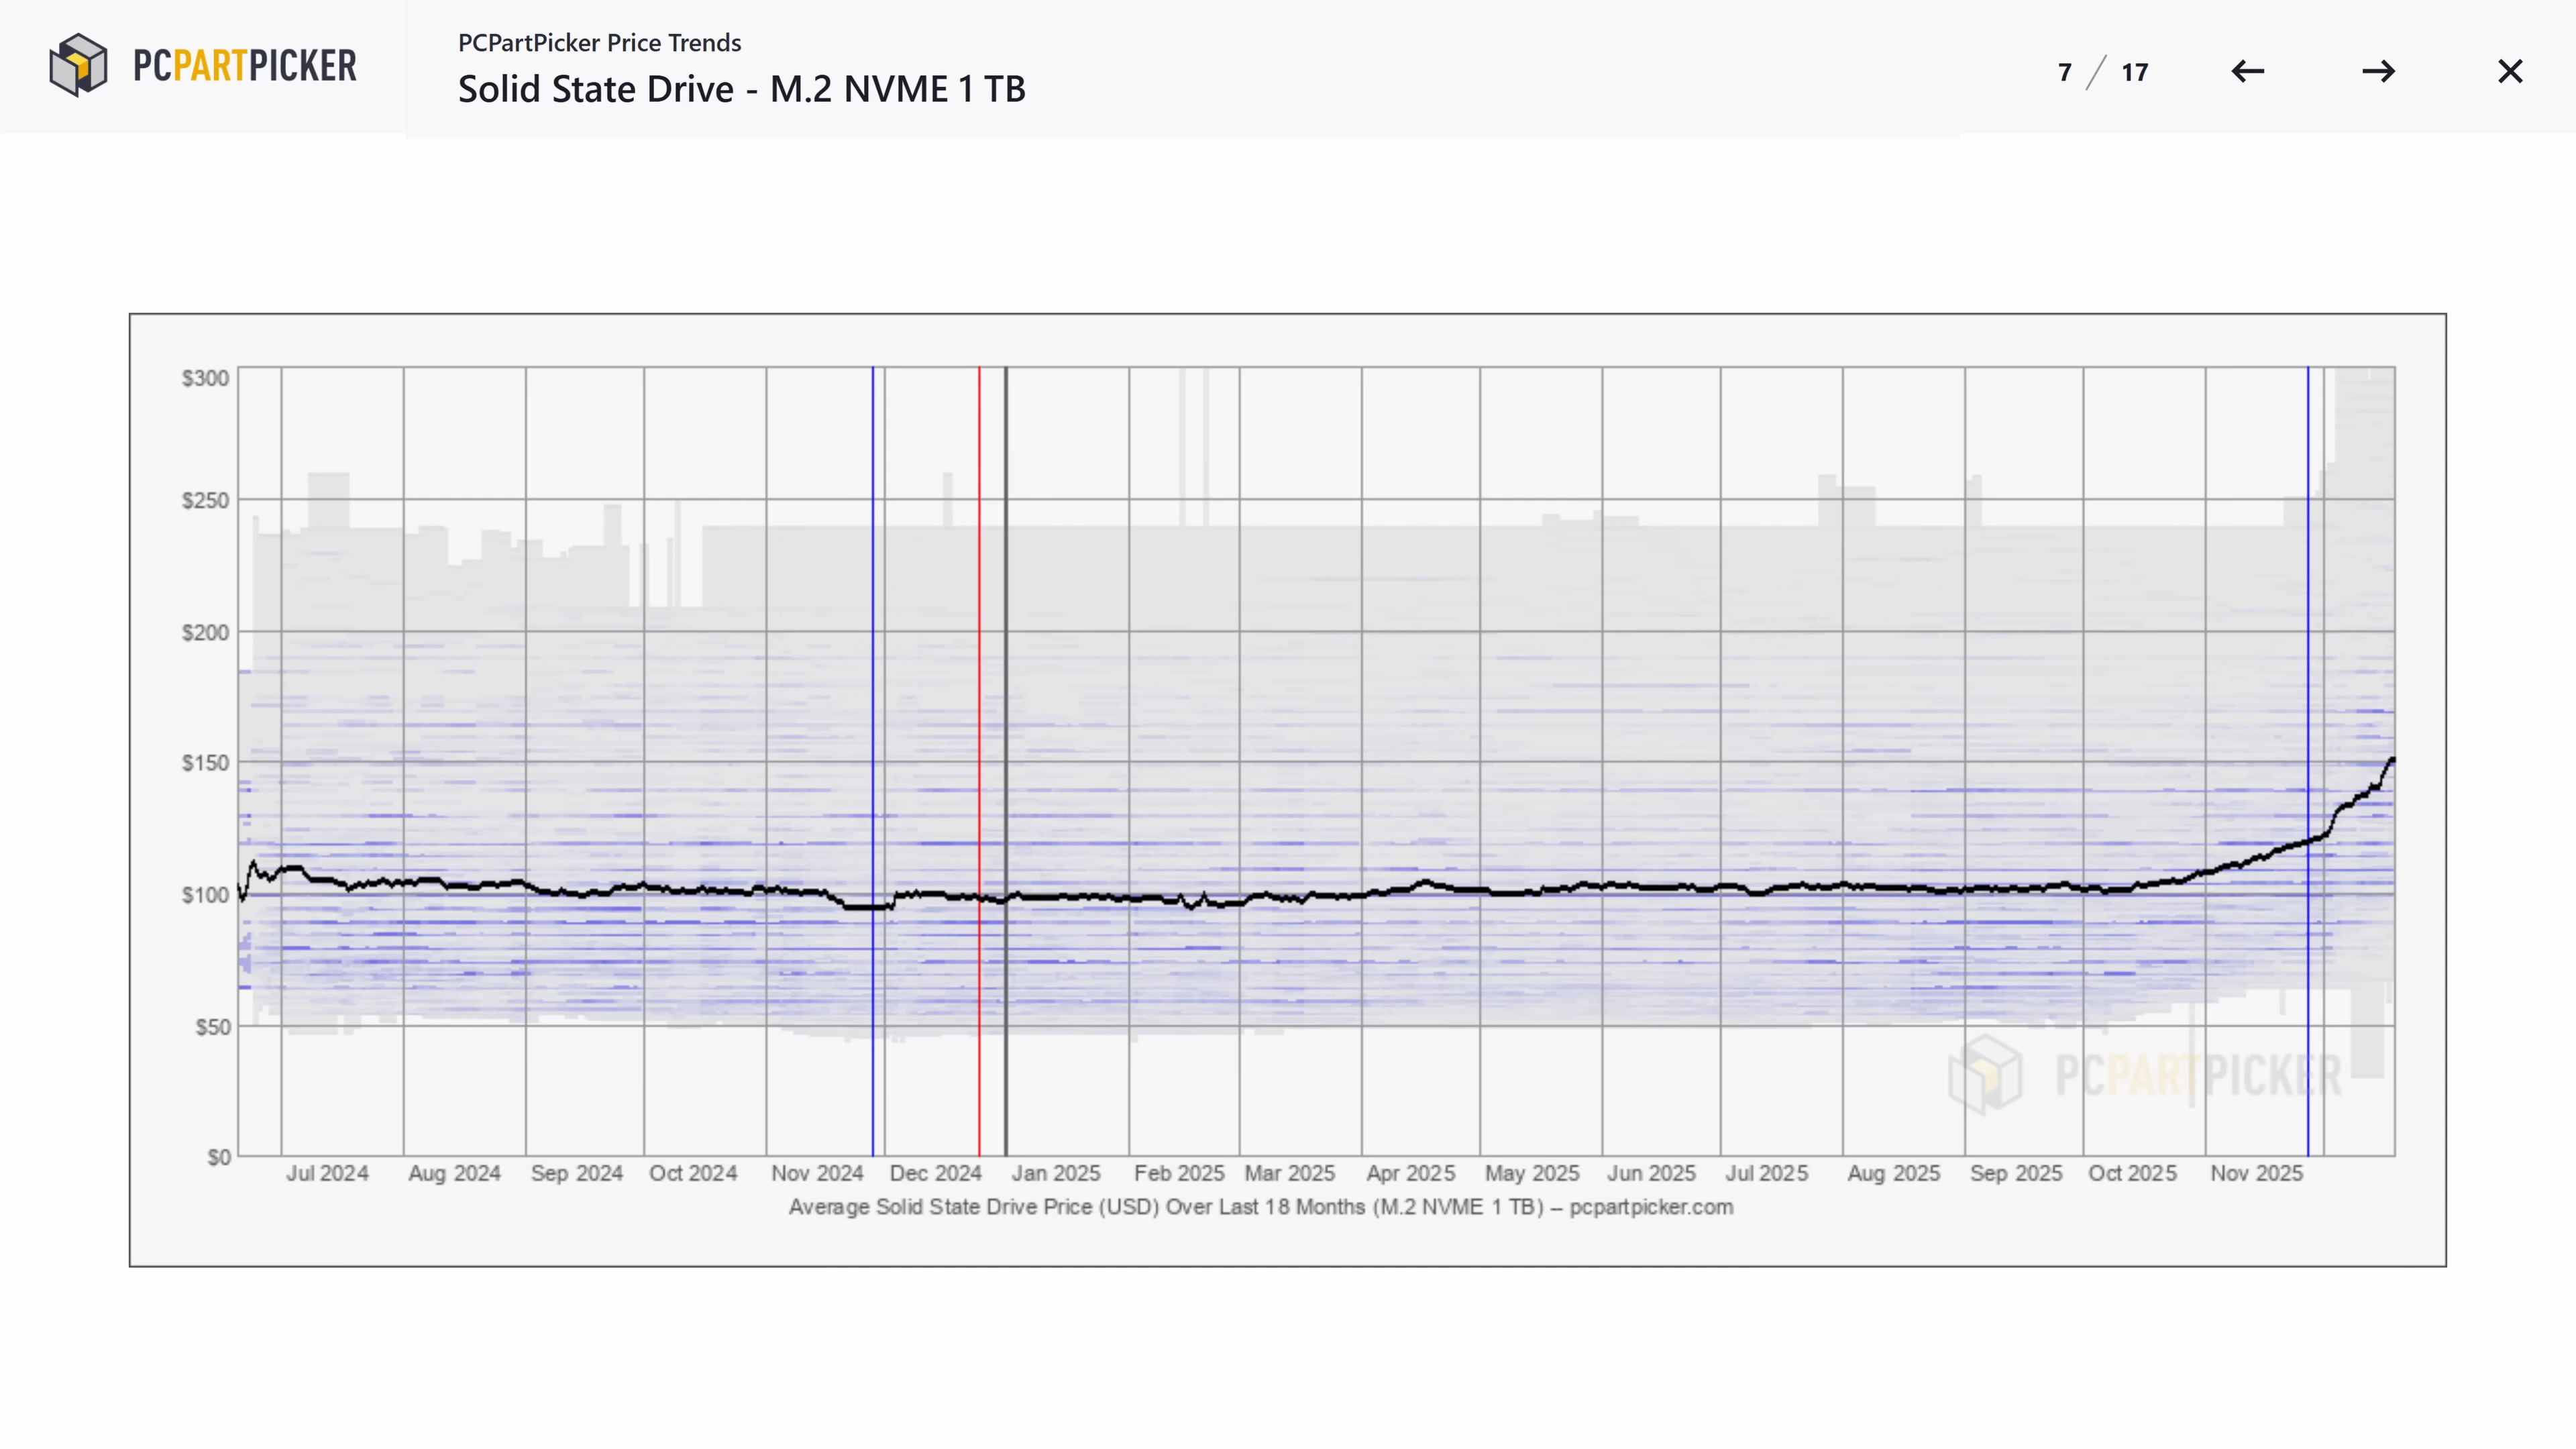 PCPARTPICKER
PCPartPicker Price Trends
Solid State Drive - M.2 NVME 1 TB
7 / 17
$300
$250
$200
$150
$100
$50
$0
PCPARTPICKER
Jul 2024 Aug 2024 Sep 2024 Oct 2024 Nov 2024 Dec 2024 Jan 2025 Feb 2025 Mar 2025 Apr 2025 May 2025 Jun 2025 Jul 2025 Aug 2025 Sep 2025 Oct 2025 Nov 2025
Average Solid State Drive Price (USD) Over Last 18 Months (M.2 NVME 1 TB) – pcpartpicker.com